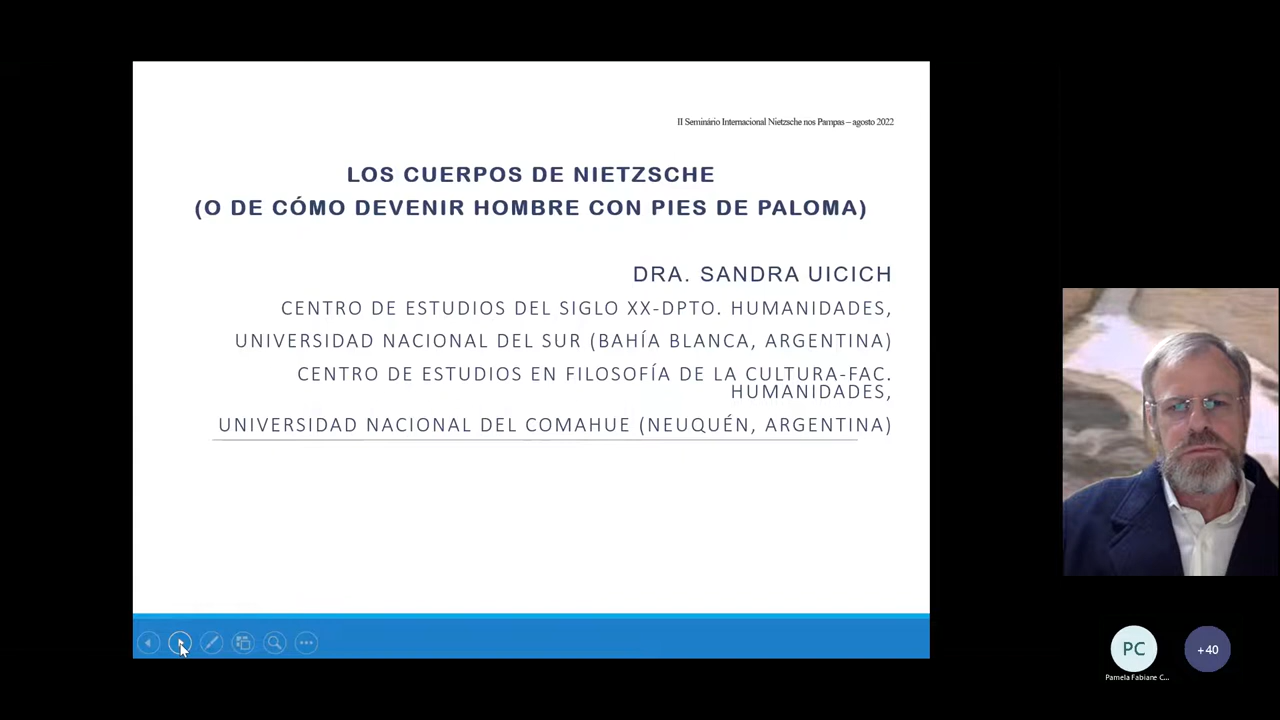 II Seminário Internacional Nietzsche nos Pampas – agosto 2022
LOS CUERPOS DE NIETZSCHE
(O DE CÓMO DEVENIR HOMBRE CON PIES DE PALOMA)
DRA. SANDRA UICICH
CENTRO DE ESTUDIOS DEL SIGLO XX-DPTO. HUMANIDADES,
UNIVERSIDAD NACIONAL DEL SUR (BAHÍA BLANCA, ARGENTINA)
CENTRO DE ESTUDIOS EN FILOSOFÍA DE LA CULTURA-FAC.
HUMANIDADES,
UNIVERSIDAD NACIONAL DEL COMAHUE (NEUQUÉN, ARGENTINA)
PC
+40
Pamela Fabiane C...